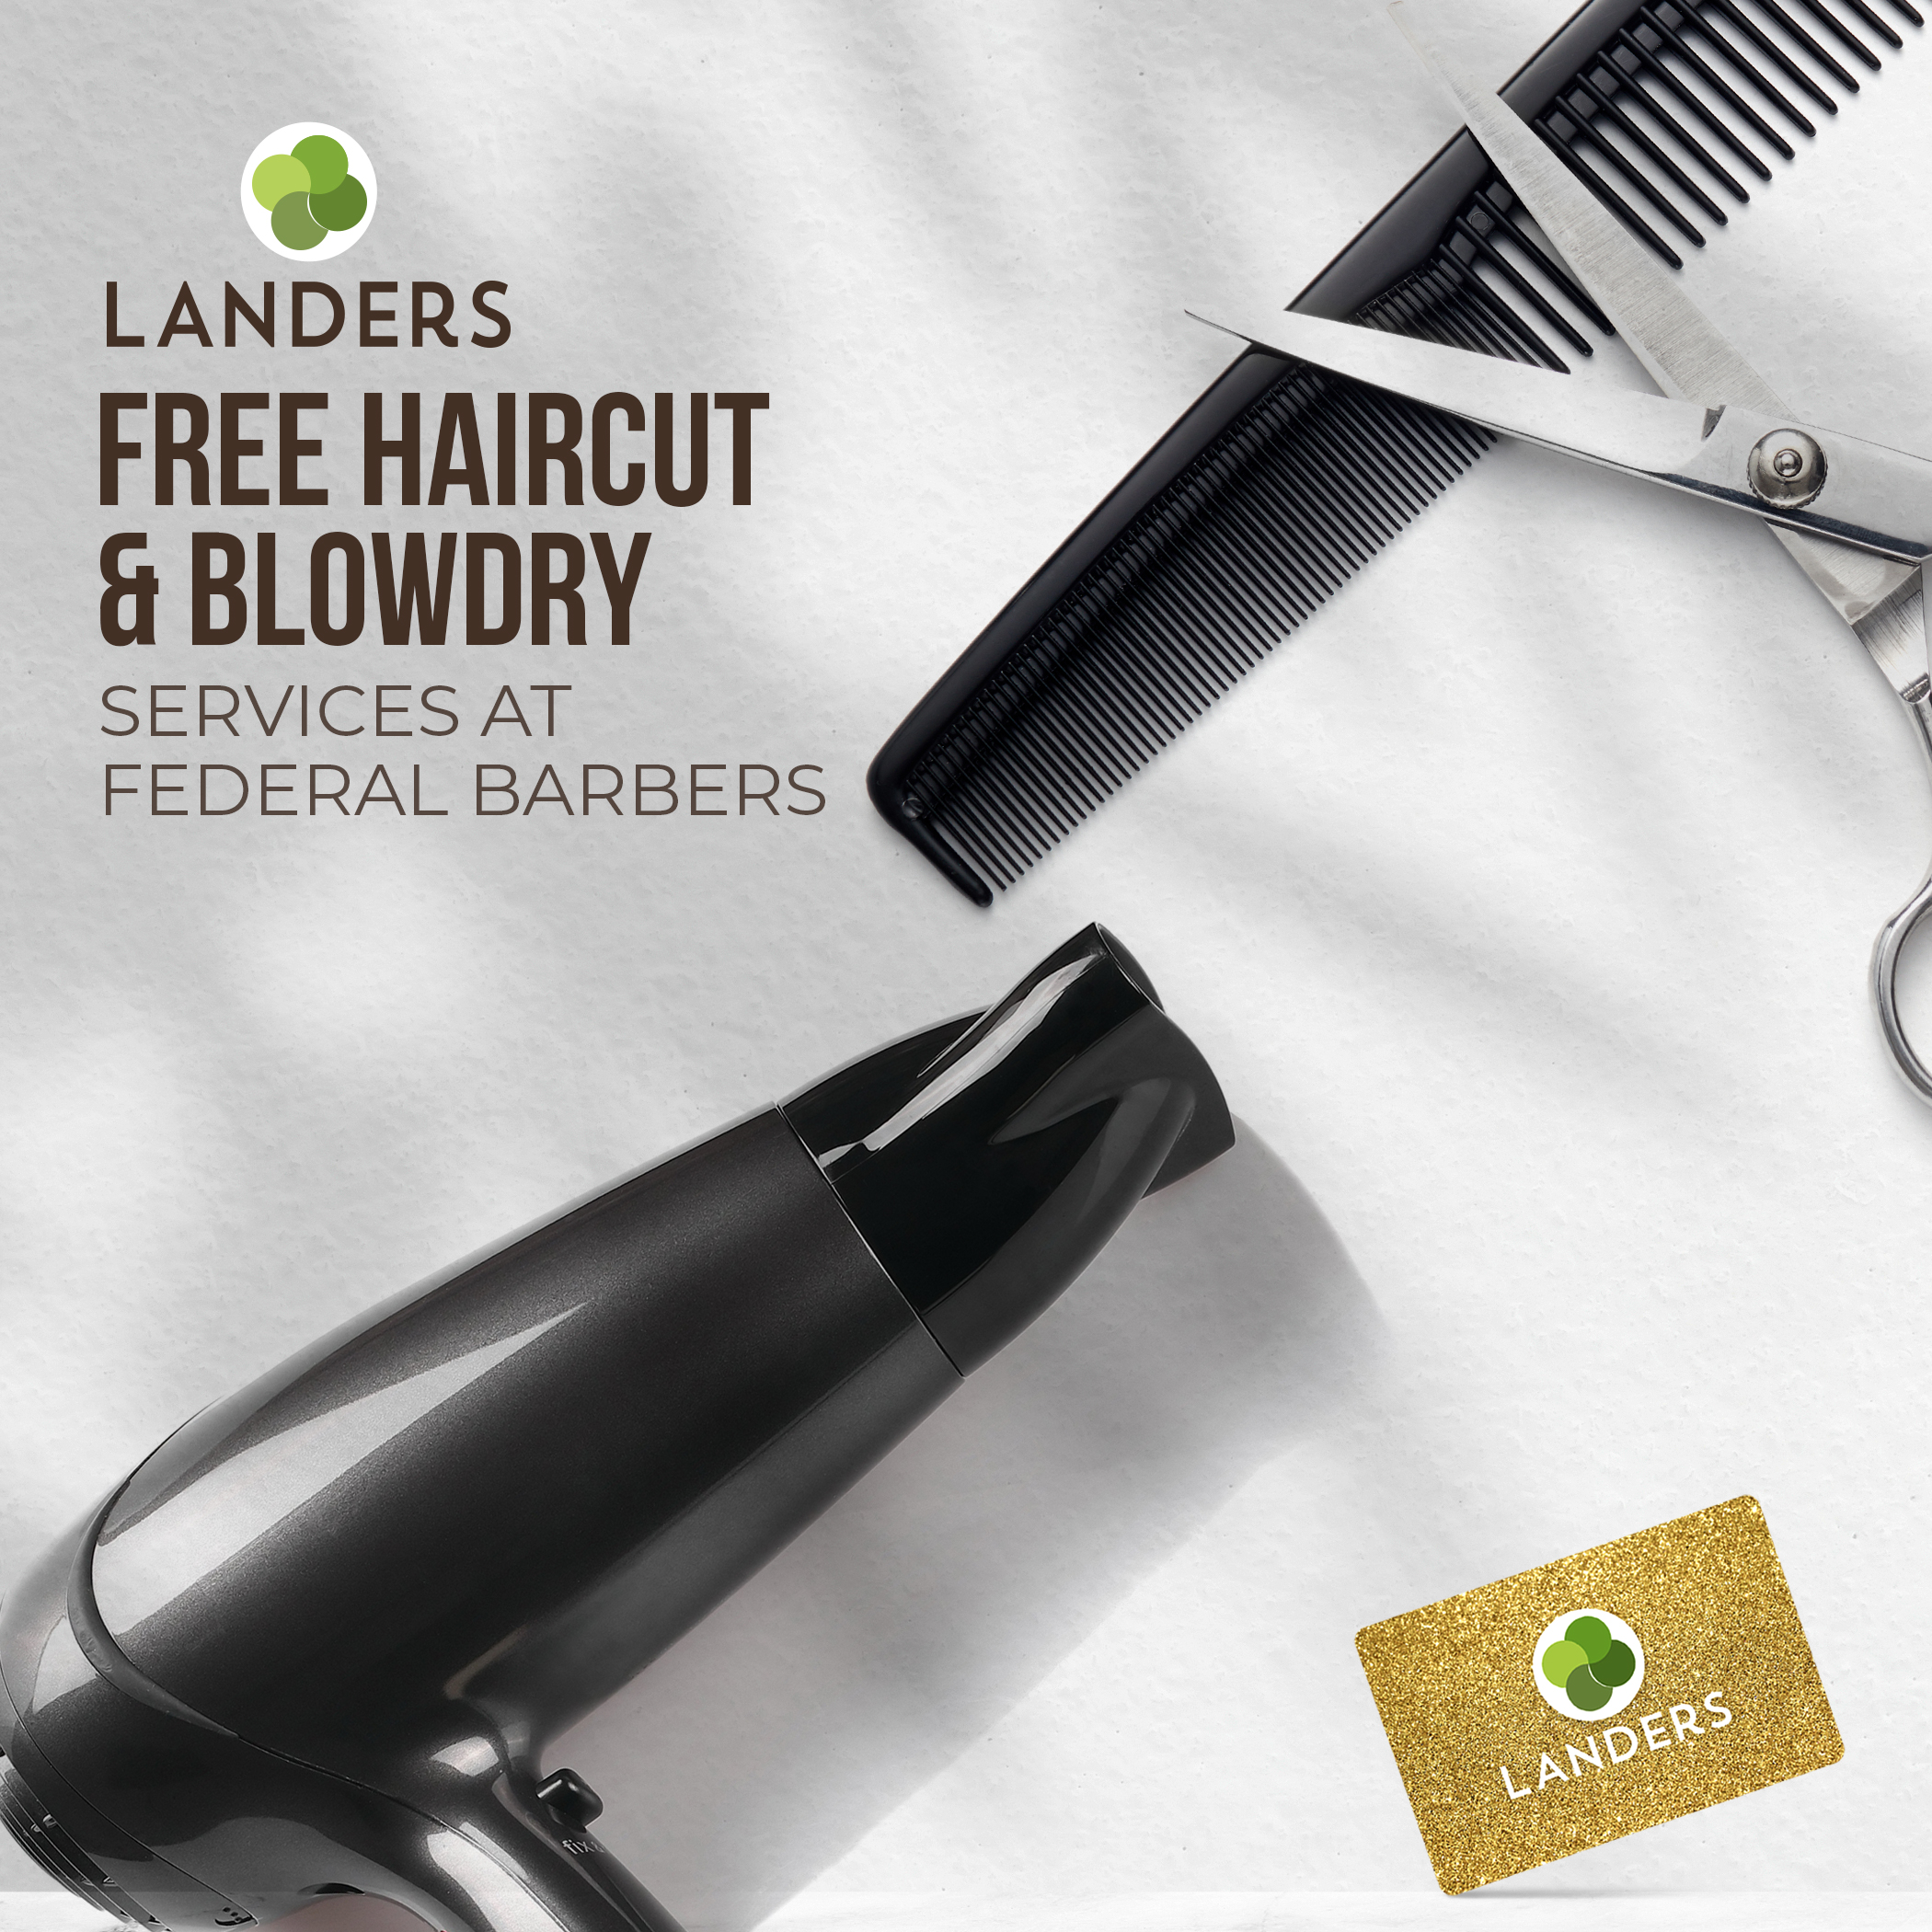 LANDERS
FREE HAIRCUT
& BLOWDRY
SERVICES AT
FEDERAL BARBERS
LANDERS